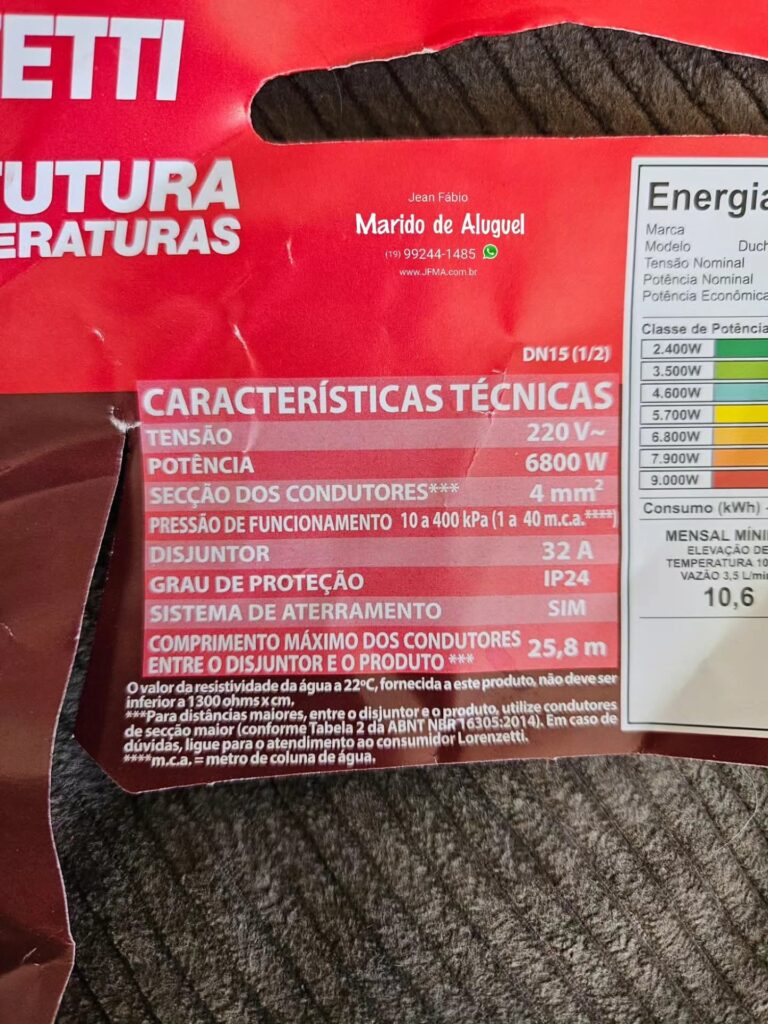 ETTI
FUTURA
ERATURAS
Jean Fábio
Marido de Aluguel
(19) 99244-1485
www.JFMA.com.br
DN15 (1/2)
CARACTERÍSTICAS TÉCNICAS
TENSÃO 220 V~
POTÊNCIA 6800 W
SECÇÃO DOS CONDUTORES*** 4 mm²
PRESSÃO DE FUNCIONAMENTO 10 a 400 kPa (1 a 40 m.c.a.****)
DISJUNTOR 32 A
GRAU DE PROTEÇÃO IP24
SISTEMA DE ATERRAMENTO SIM
COMPRIMENTO MÁXIMO DOS CONDUTORES
ENTRE O DISJUNTOR E O PRODUTO *** 25,8 m
O valor da resistividade da água a 22ºC, fornecida a este produto, não deve ser
inferior a 1300 ohms x cm.
***Para distâncias maiores, entre o disjuntor e o produto, utilize condutores
de secção maior (conforme Tabela 2 da ABNT NBR 16305:2014). Em caso de
dúvidas, ligue para o atendimento ao consumidor Lorenzetti.
****m.c.a. = metro de coluna de água.
Energia
Marca
Modelo Duch
Tensão Nominal
Potência Nominal
Potência Econômica
Classe de Potência
2.400W
3.500W
4.600W
5.700W
6.800W
7.900W
9.000W
Consumo (kWh) -
MENSAL MÍNI
ELEVAÇÃO DE
TEMPERATURA 10
VAZÃO 3,5 L/min
10,6